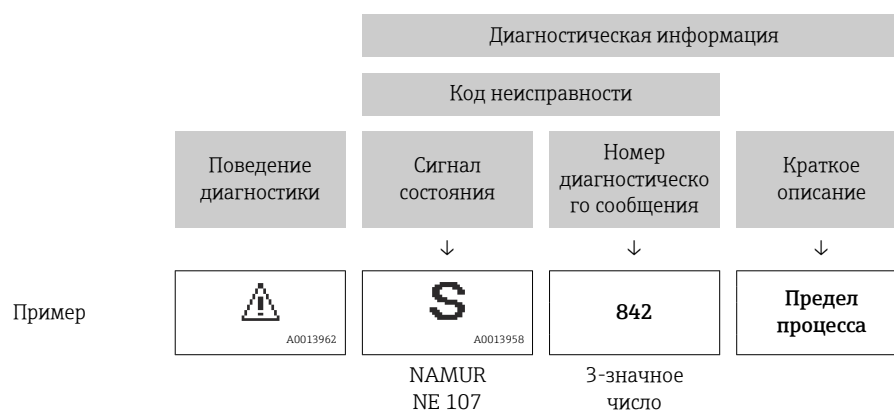 Диагностическая информация
Код неисправности
Поведение
диагностики
Сигнал
состояния
Номер
диагностическо
го сообщения
Краткое
описание
↓ ↓ ↓
Пример
A0013962
S
A0013958
842
Предел
процесса
NAMUR
NE 107
3-значное
число